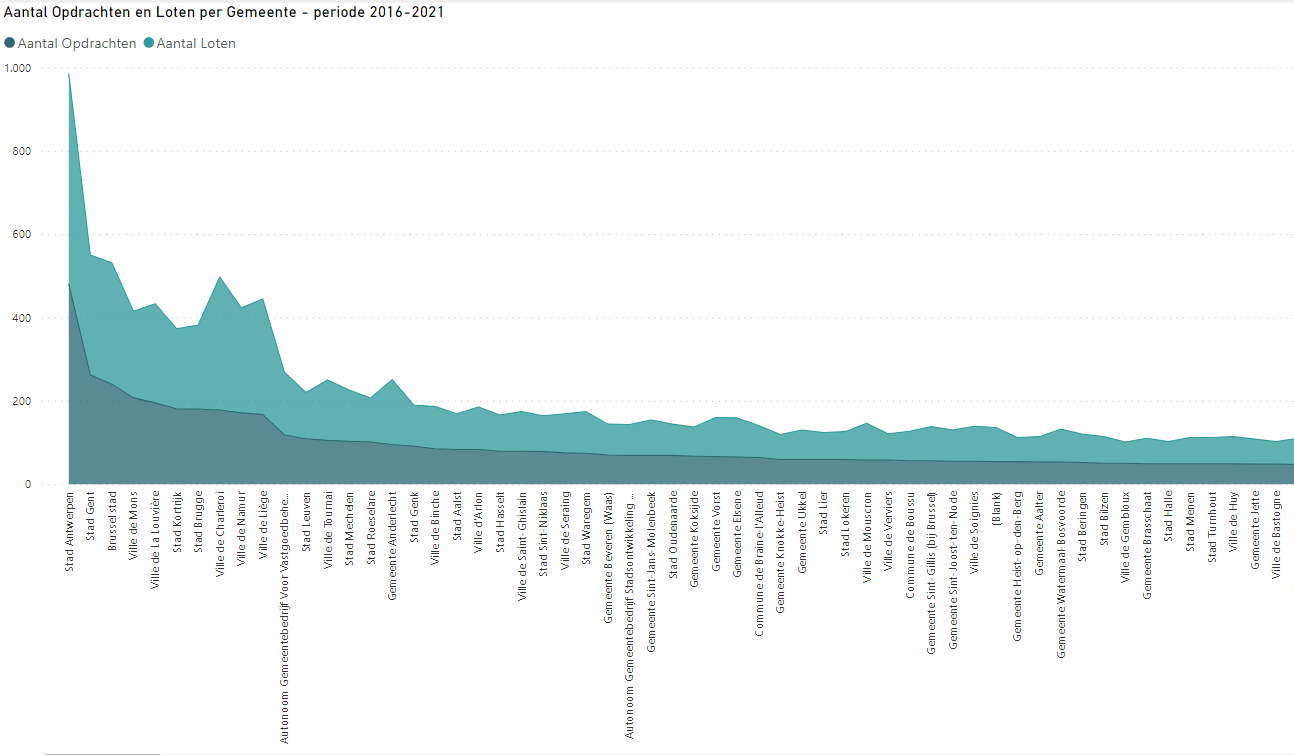 Aantal Opdrachten en Loten per Gemeente - periode 2016-2021
Aantal Opdrachten
Aantal Loten
1.000
800
600
400
200
0
Stad Antwerpen
Stad Gent
Brussel stad
Ville de Mons
Ville de La Louvière
Stad Kortrijk
Stad Brugge
Ville de Charleroi
Ville de Namur
Ville de Liège
Autonoom Gemeentebedrijf Voor Vastgoedbehe...
Stad Leuven
Ville de Tournai
Stad Mechelen
Stad Roeselare
Gemeente Anderlecht
Stad Genk
Ville de Binche
Stad Aalst
Ville d'Arlon
Stad Hasselt
Ville de Saint- Ghislain
Stad Sint-Niklaas
Ville de Seraing
Stad Waregem
Gemeente Beveren (Waas)
Autonoom Gemeentebedrijf Stadsontwikkeling ...
Gemeente Sint-Jans-Molenbeek
Stad Oudenaarde
Gemeente Koksijde
Gemeente Vorst
Gemeente Elsene
Commune de Braine-l'Alleud
Gemeente Knokke-Heist
Gemeente Ukkel
Stad Lier
Stad Lokeren
Ville de Mouscron
Ville de Verviers
Commune de Boussu
Gemeente Sint- Gillis (bij Brussel)
Gemeente Sint-Joost-ten-Node
Ville de Soignies
(Blank)
Gemeente Heist-op-den-Berg
Gemeente Aalter
Gemeente Watermaal-Bosvoorde
Stad Beringen
Stad Bilzen
Ville de Gembloux
Gemeente Brasschaat
Stad Halle
Stad Menen
Stad Turnhout
Ville de Huy
Gemeente Jette
Ville de Bastogne